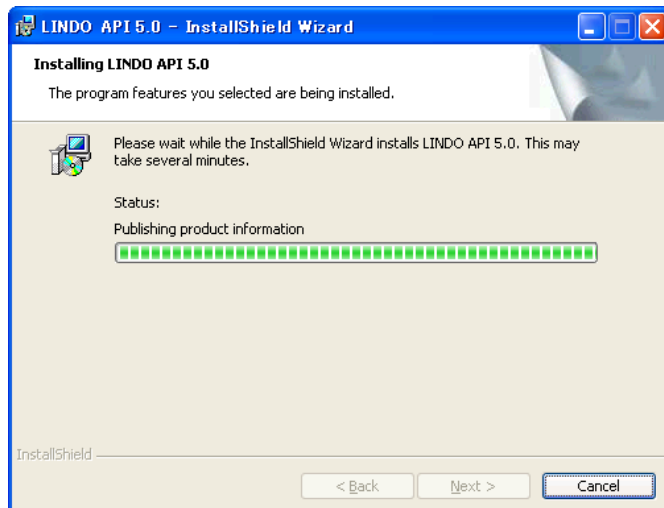 LINDO API 5.0 - InstallShield Wizard
Installing LINDO API 5.0
The program features you selected are being installed.
Please wait while the InstallShield Wizard installs LINDO API 5.0. This may
take several minutes.
Status:
Publishing product information
InstallShield
< Back
Next >
Cancel